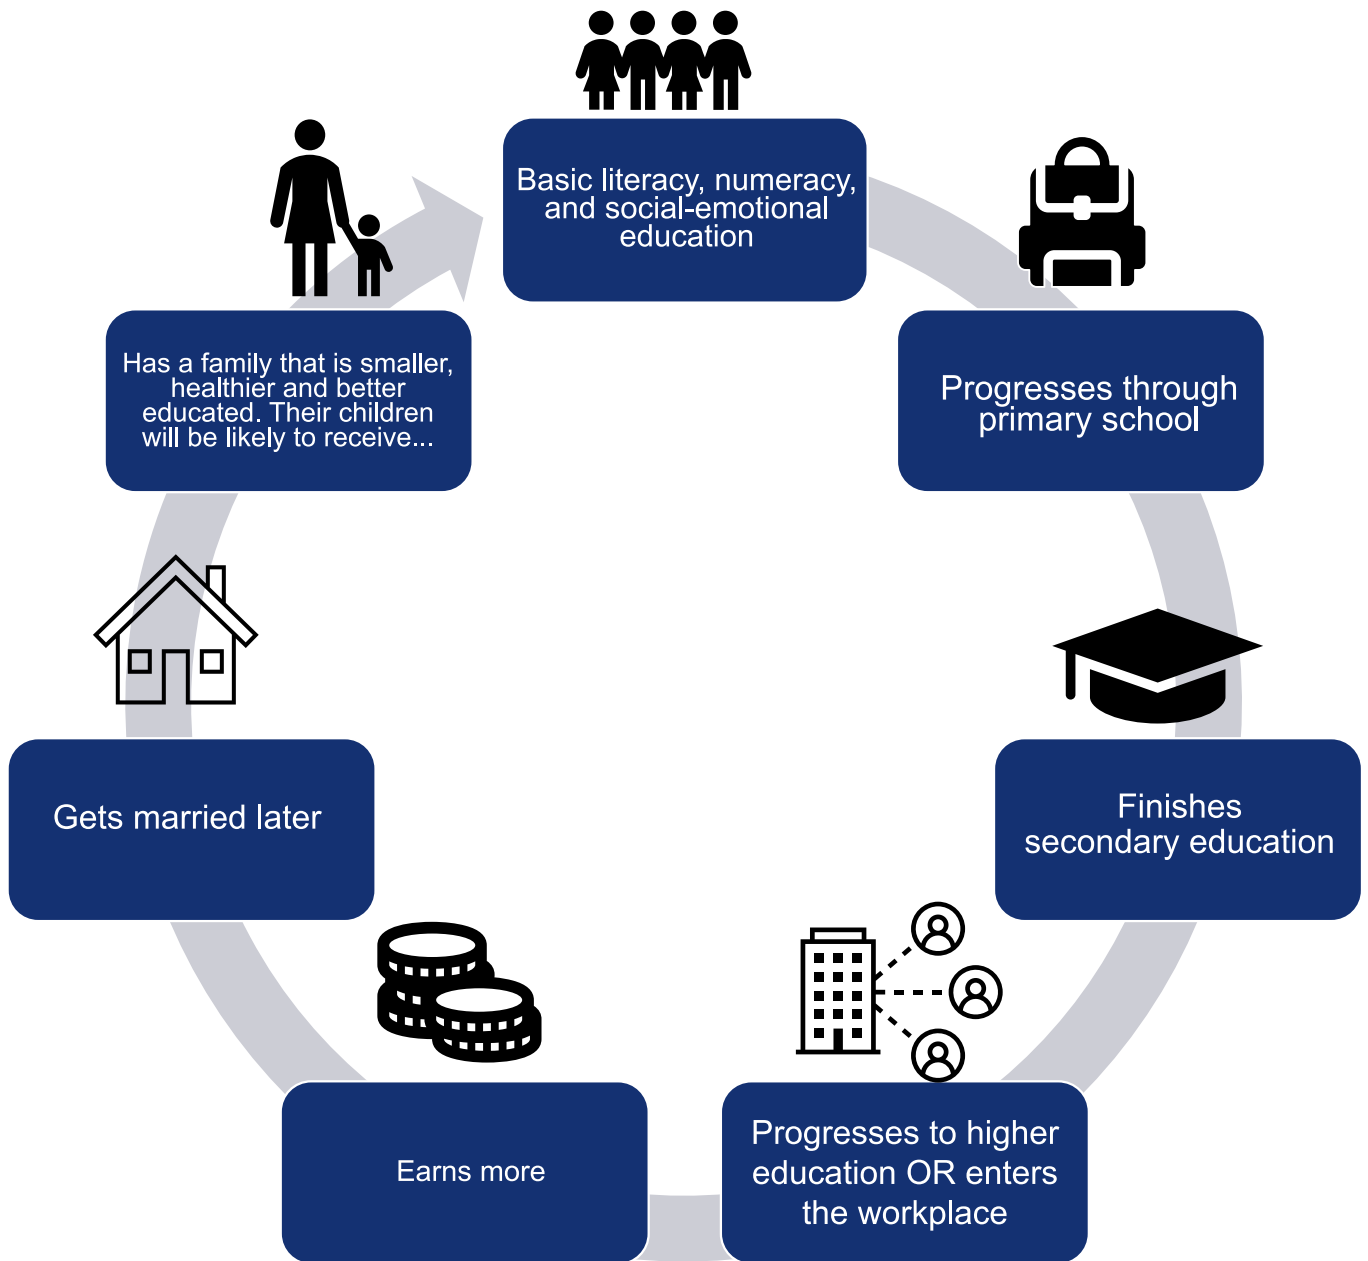 Basic literacy, numeracy,
and social-emotional
education
Progresses through
primary school
Finishes
secondary education
Progresses to higher
education OR enters
the workplace
Earns more
Gets married later
Has a family that is smaller,
healthier and better
educated. Their children
will be likely to receive...